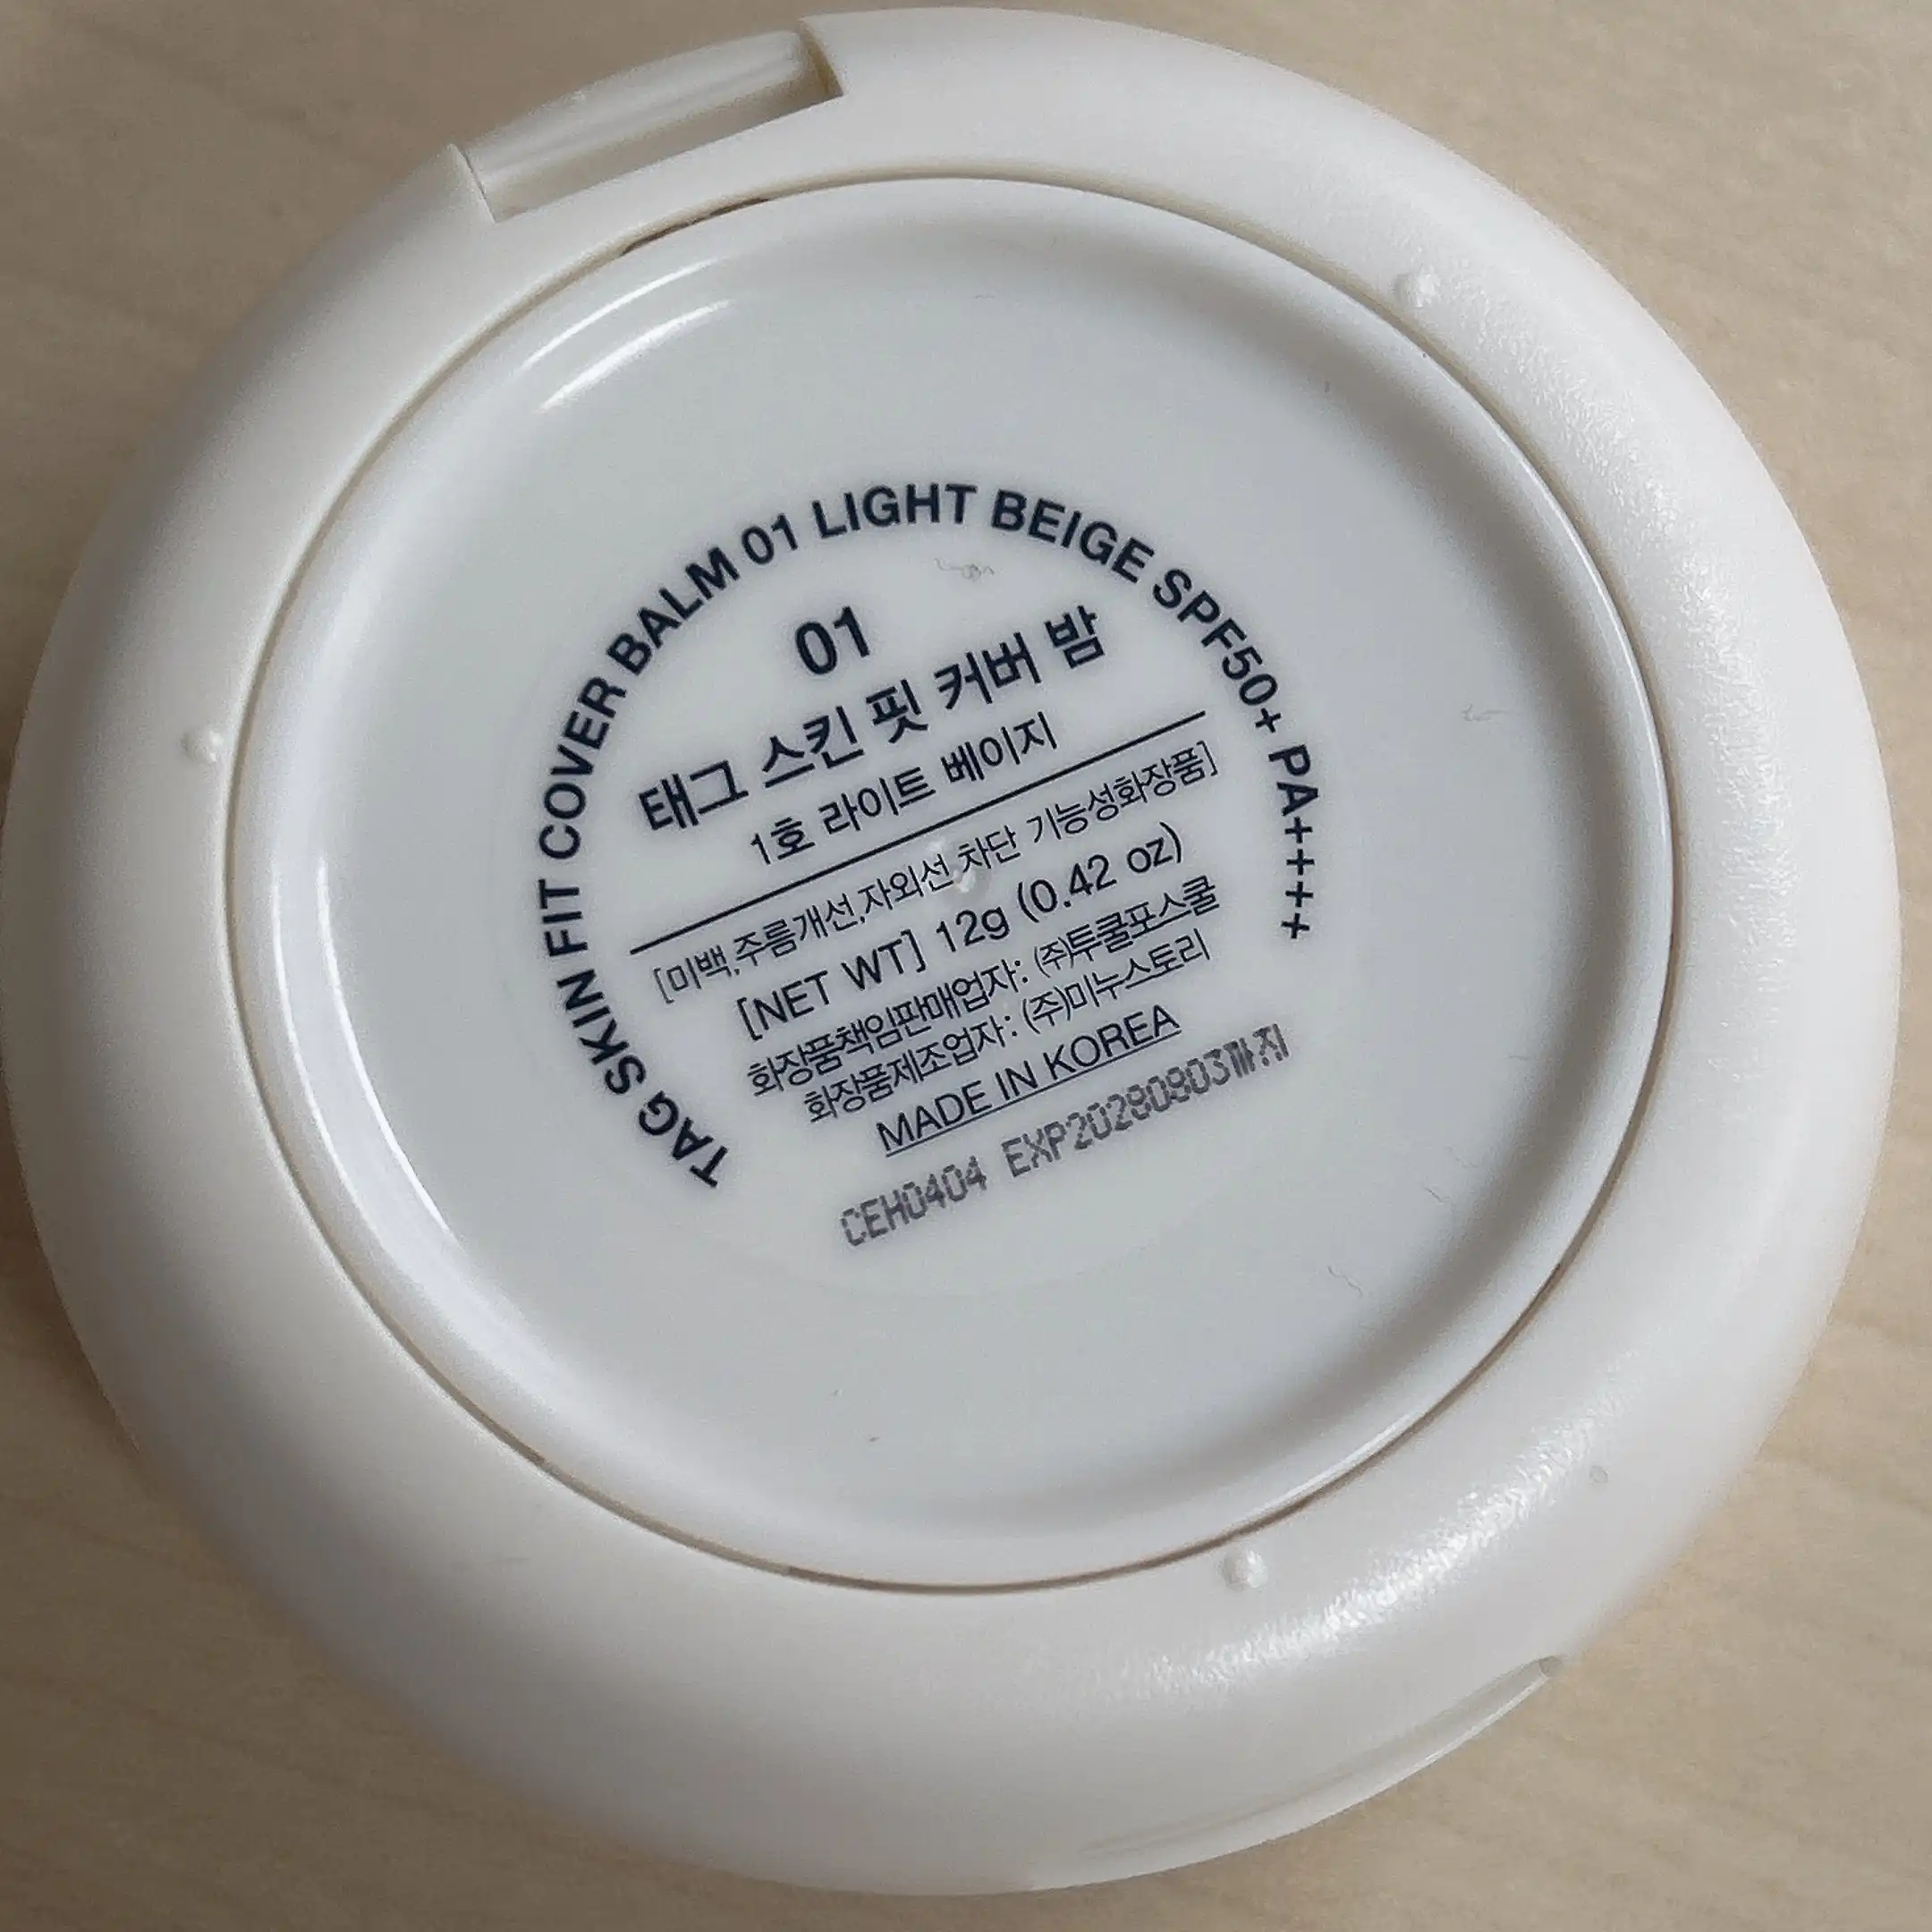 TAG SKIN FIT COVER BALM 01 LIGHT BEIGE SPF50+ PA++++
01
태그 스킨 핏 커버 밤
1호 라이트 베이지
[미백,주름개선,자외선 차단 기능성화장품]
[NET WT] 12g (0.42 oz)
화장품책임판매업자: (주)투쿨포스쿨
화장품제조업자: (주)미누스토리
MADE IN KOREA
CEH0404 EXP20280803까지